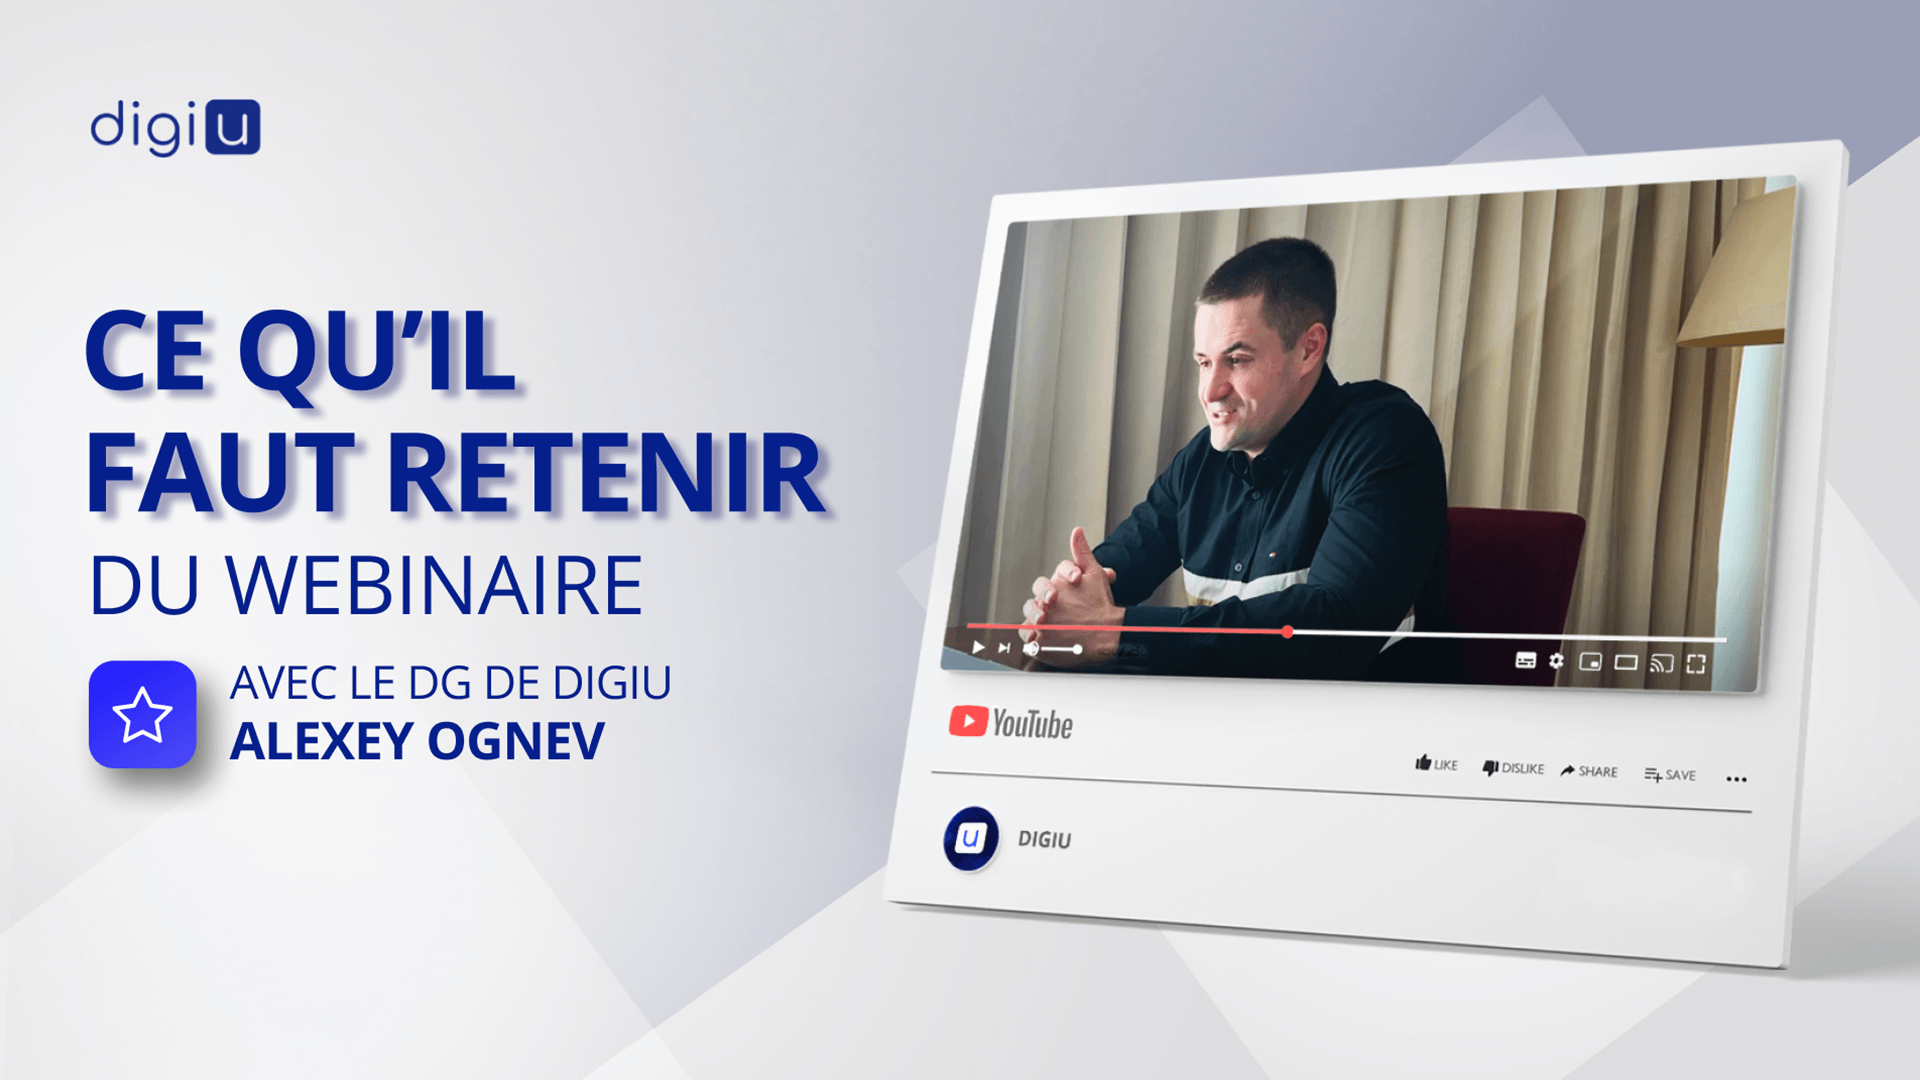 digiu
CE QU’IL
FAUT RETENIR
DU WEBINAIRE
AVEC LE DG DE DIGIU
ALEXEY OGNEV
YouTube
LIKE DISLIKE SHARE SAVE
u DIGIU